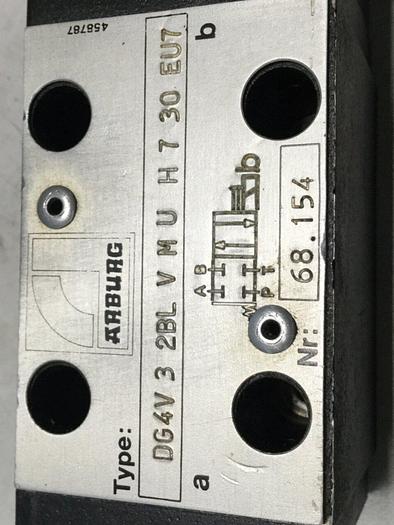 458787
ARBURG
Type: DG4V 3 2BL V M U H 7 30 EU7
a
b
A B
P T
b
Nr: 68.154